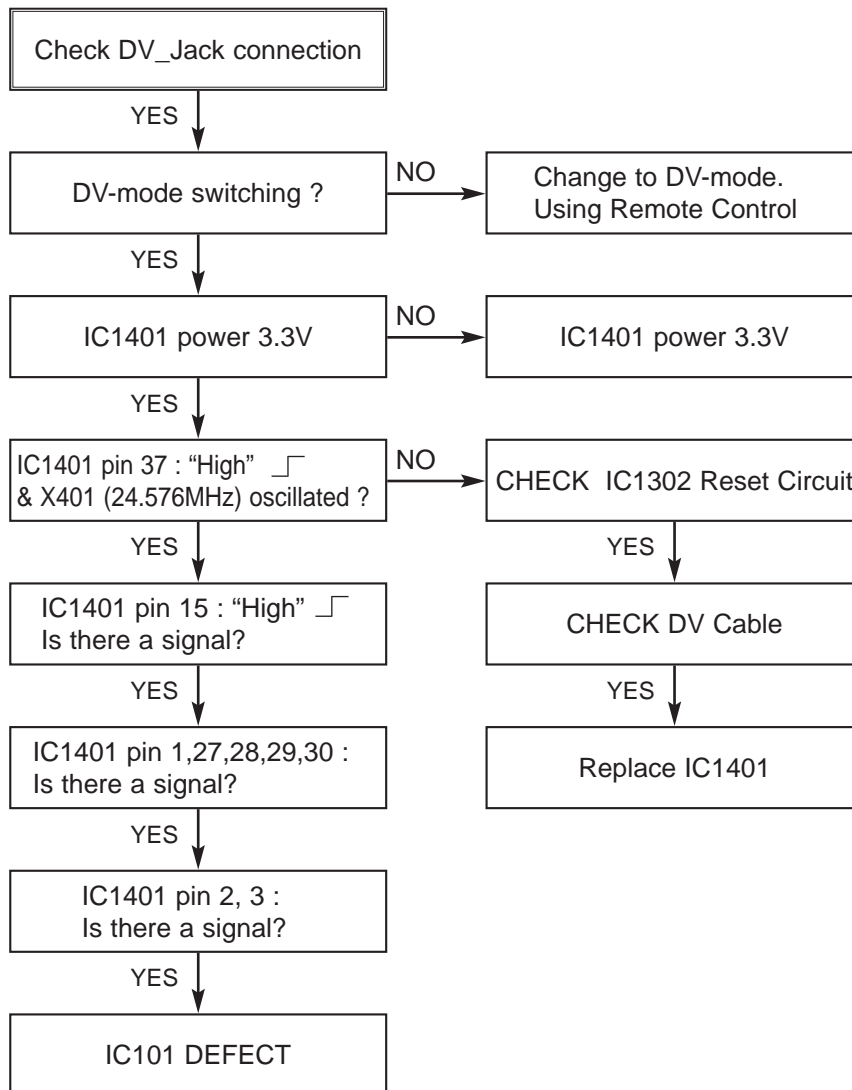 Check DV_Jack connection
YES
DV-mode switching ?
NO
Change to DV-mode.
Using Remote Control
YES
IC1401 power 3.3V
NO
IC1401 power 3.3V
YES
IC1401 pin 37 : “High”
& X401 (24.576MHz) oscillated ?
NO
CHECK IC1302 Reset Circuit
YES
YES
IC1401 pin 15 : “High”
Is there a signal?
CHECK DV Cable
YES
YES
IC1401 pin 1,27,28,29,30 :
Is there a signal?
Replace IC1401
YES
IC1401 pin 2, 3 :
Is there a signal?
YES
IC101 DEFECT